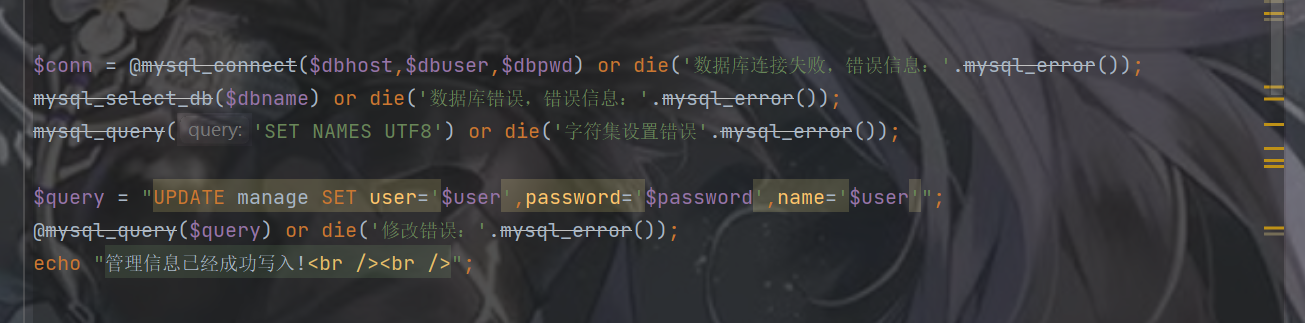 $conn = @mysql_connect($dbhost,$dbuser,$dbpwd) or die('数据库连接失败，错误信息：'.mysql_error());
mysql_select_db($dbname) or die('数据库错误，错误信息：'.mysql_error());
mysql_query( query: 'SET NAMES UTF8') or die('字符集设置错误'.mysql_error());
$query = "UPDATE manage SET user='$user',password='$password',name='$user'";
@mysql_query($query) or die('修改错误：'.mysql_error());
echo "管理信息已经成功写入!<br /><br />";